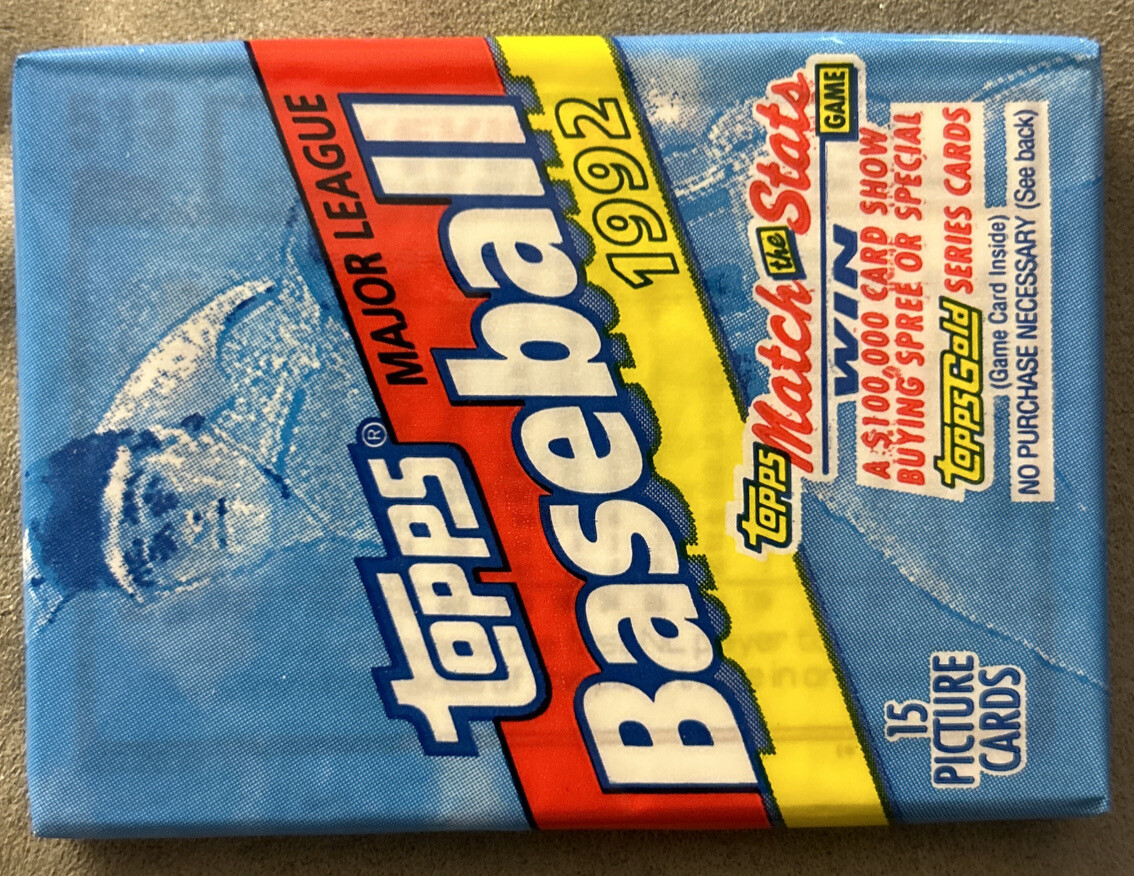 MAJOR LEAGUE
TOPPS®
Baseball
1992
TOPPS Match the Stats GAME
WIN
A $100,000 CARD SHOW
BUYING SPREE OR SPECIAL
TOPPS Gold SERIES CARDS
(Game Card Inside)
NO PURCHASE NECESSARY (See back)
15
PICTURE
CARDS